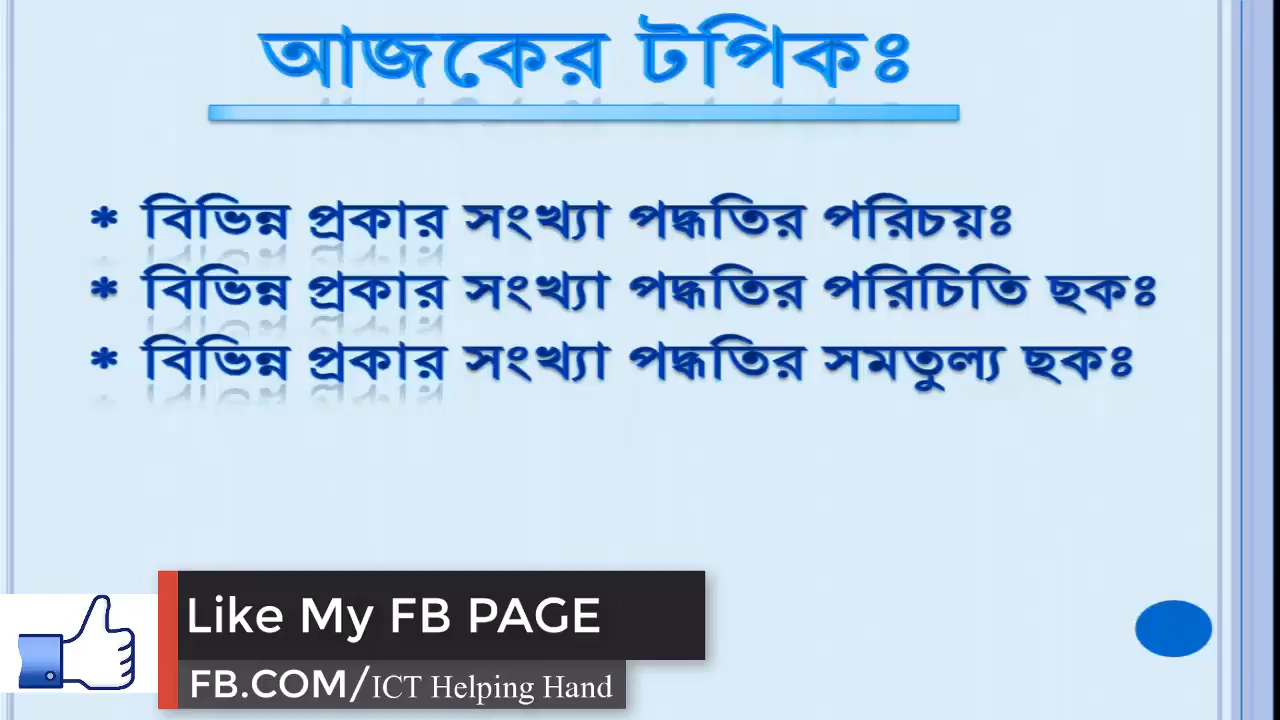 আজকের টপিকঃ
* বিভিন্ন প্রকার সংখ্যা পদ্ধতির পরিচয়ঃ
* বিভিন্ন প্রকার সংখ্যা পদ্ধতির পরিচিতি ছকঃ
* বিভিন্ন প্রকার সংখ্যা পদ্ধতির সমতুল্য ছকঃ
Like My FB PAGE
FB.COM/ICT Helping Hand